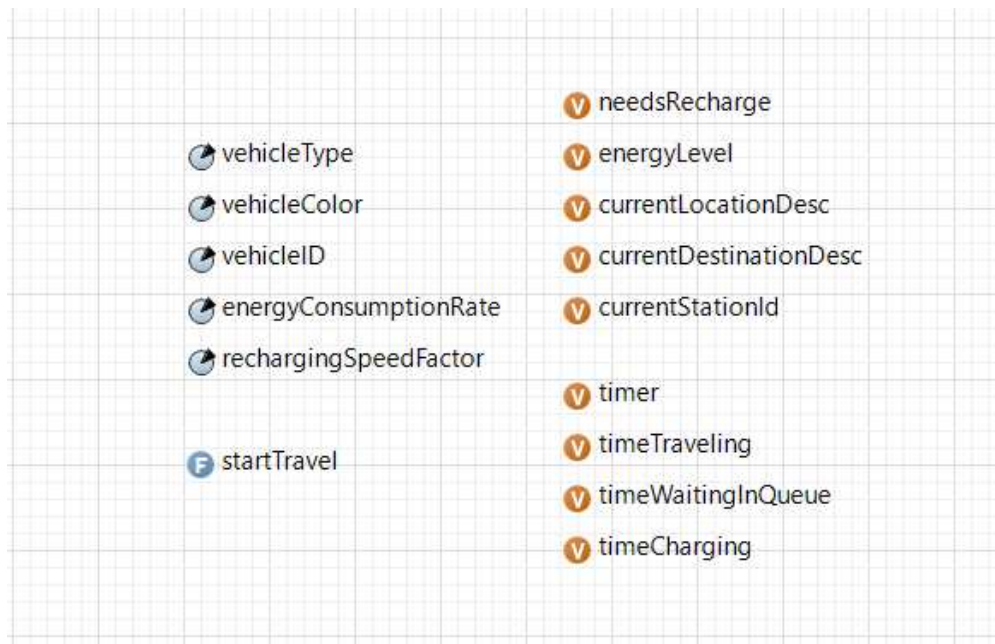 vehicleType
vehicleColor
vehicleID
energyConsumptionRate
rechargingSpeedFactor
F startTravel
V needsRecharge
V energyLevel
V currentLocationDesc
V currentDestinationDesc
V currentStationId
V timer
V timeTraveling
V timeWaitingInQueue
V timeCharging